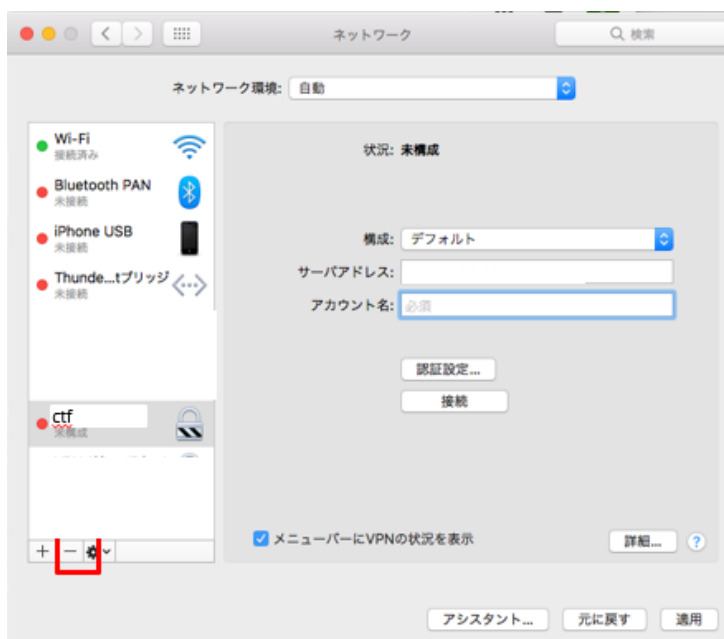 ネットワーク
検索
ネットワーク環境: 自動
Wi-Fi
接続済み
Bluetooth PAN
未接続
iPhone USB
未接続
Thunde...tブリッジ
未接続
ctf
未構成
状況: 未構成
構成: デフォルト
サーバアドレス:
アカウント名: 必須
認証設定...
接続
メニューバーにVPNの状況を表示
詳細...
?
アシスタント...
元に戻す
適用